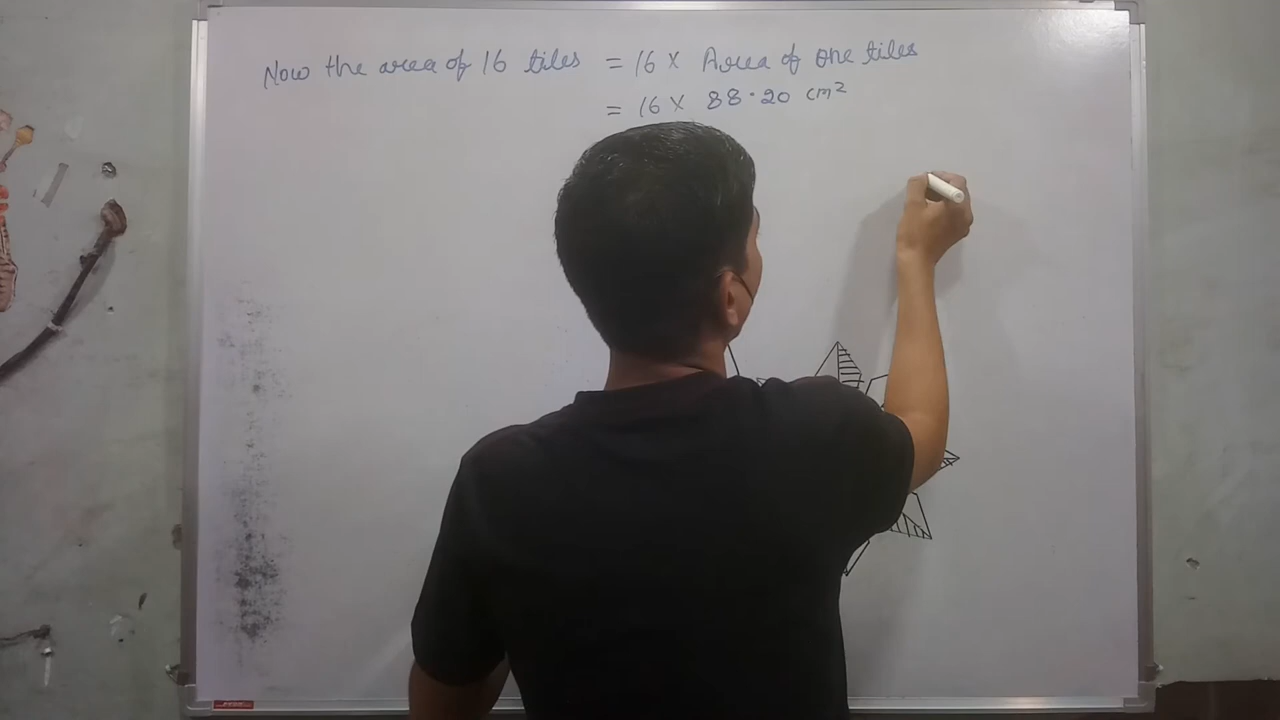 Now the area of 16 tiles = 16 × Area of one tiles
= 16 × 88.20 cm²